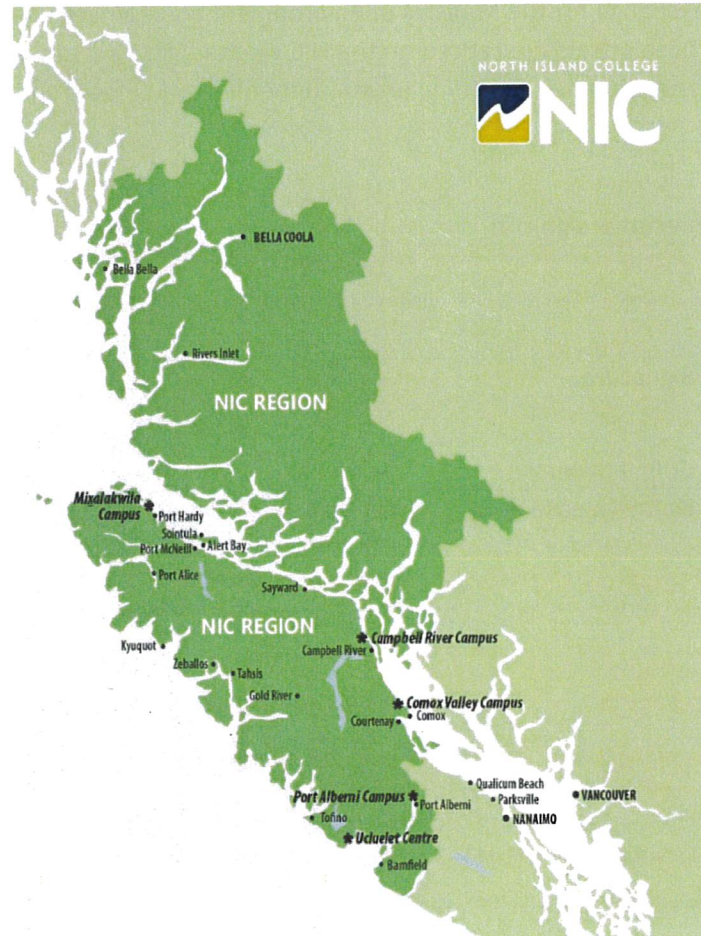 NORTH ISLAND COLLEGE
NIC
BELLA COOLA
Bella Bella
Rivers Inlet
NIC REGION
Mixalakwila
Campus
Port Hardy
Sointula
Port McNeill
Alert Bay
Port Alice
Sayward
NIC REGION
Campbell River Campus
Kyuquot
Campbell River
Zeballos
Tahsis
Gold River
Comox Valley Campus
Courtenay
Comox
Qualicum Beach
Port Alberni Campus
VANCOUVER
Parksville
Port Alberni
Tofino
NANAIMO
Ucluelet Centre
Bamfield